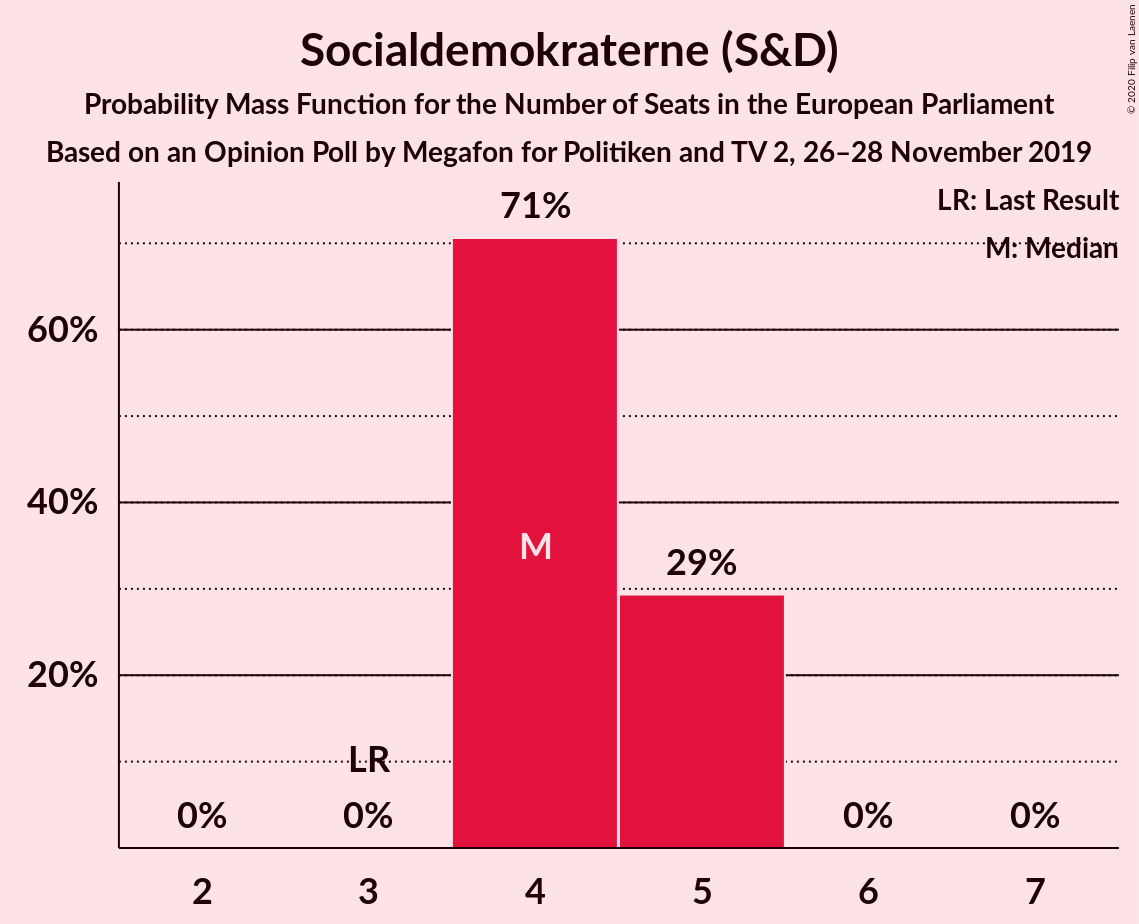 Socialdemokraterne (S&D)
Probability Mass Function for the Number of Seats in the European Parliament
Based on an Opinion Poll by Megafon for Politiken and TV 2, 26–28 November 2019
© 2020 Filip van Laenen
LR: Last Result
M: Median
71%
60%
40%
M
29%
20%
LR
0%
0%
0%
0%
2
3
4
5
6
7